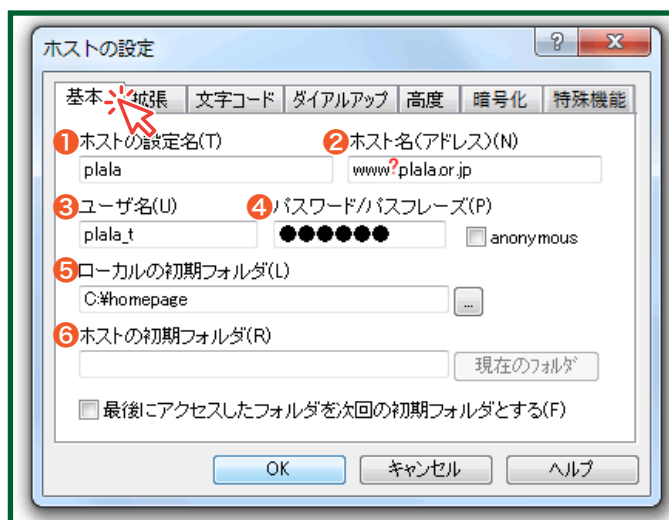 ホストの設定
?
X
基本 拡張 文字コード ダイアルアップ 高度 暗号化 特殊機能
1 ホストの設定名(T) 2 ホスト名(アドレス)(N)
plala www?plala.or.jp
3 ユーザ名(U) 4 パスワード/パスフレーズ(P)
plala_t ●●●●●● anonymous
5 ローカルの初期フォルダ(L)
C:¥homepage ...
6 ホストの初期フォルダ(R)
現在のフォルダ
最後にアクセスしたフォルダを次回の初期フォルダとする(F)
OK キャンセル ヘルプ